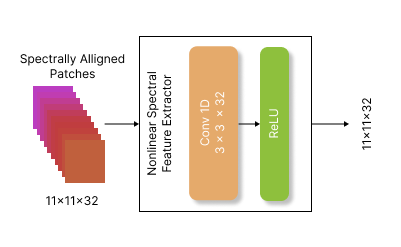 Spectrally Alligned
Patches
11×11×32
Nonlinear Spectral
Feature Extractor
Conv 1D
3 × 3 × 32
ReLU
11×11×32